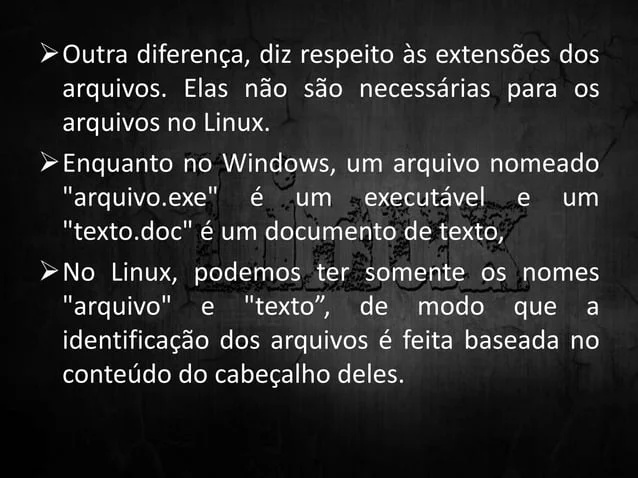 ➢Outra diferença, diz respeito às extensões dos
arquivos. Elas não são necessárias para os
arquivos no Linux.
➢Enquanto no Windows, um arquivo nomeado
"arquivo.exe" é um executável e um
"texto.doc" é um documento de texto,
➢No Linux, podemos ter somente os nomes
"arquivo" e "texto”, de modo que a
identificação dos arquivos é feita baseada no
conteúdo do cabeçalho deles.
Linux